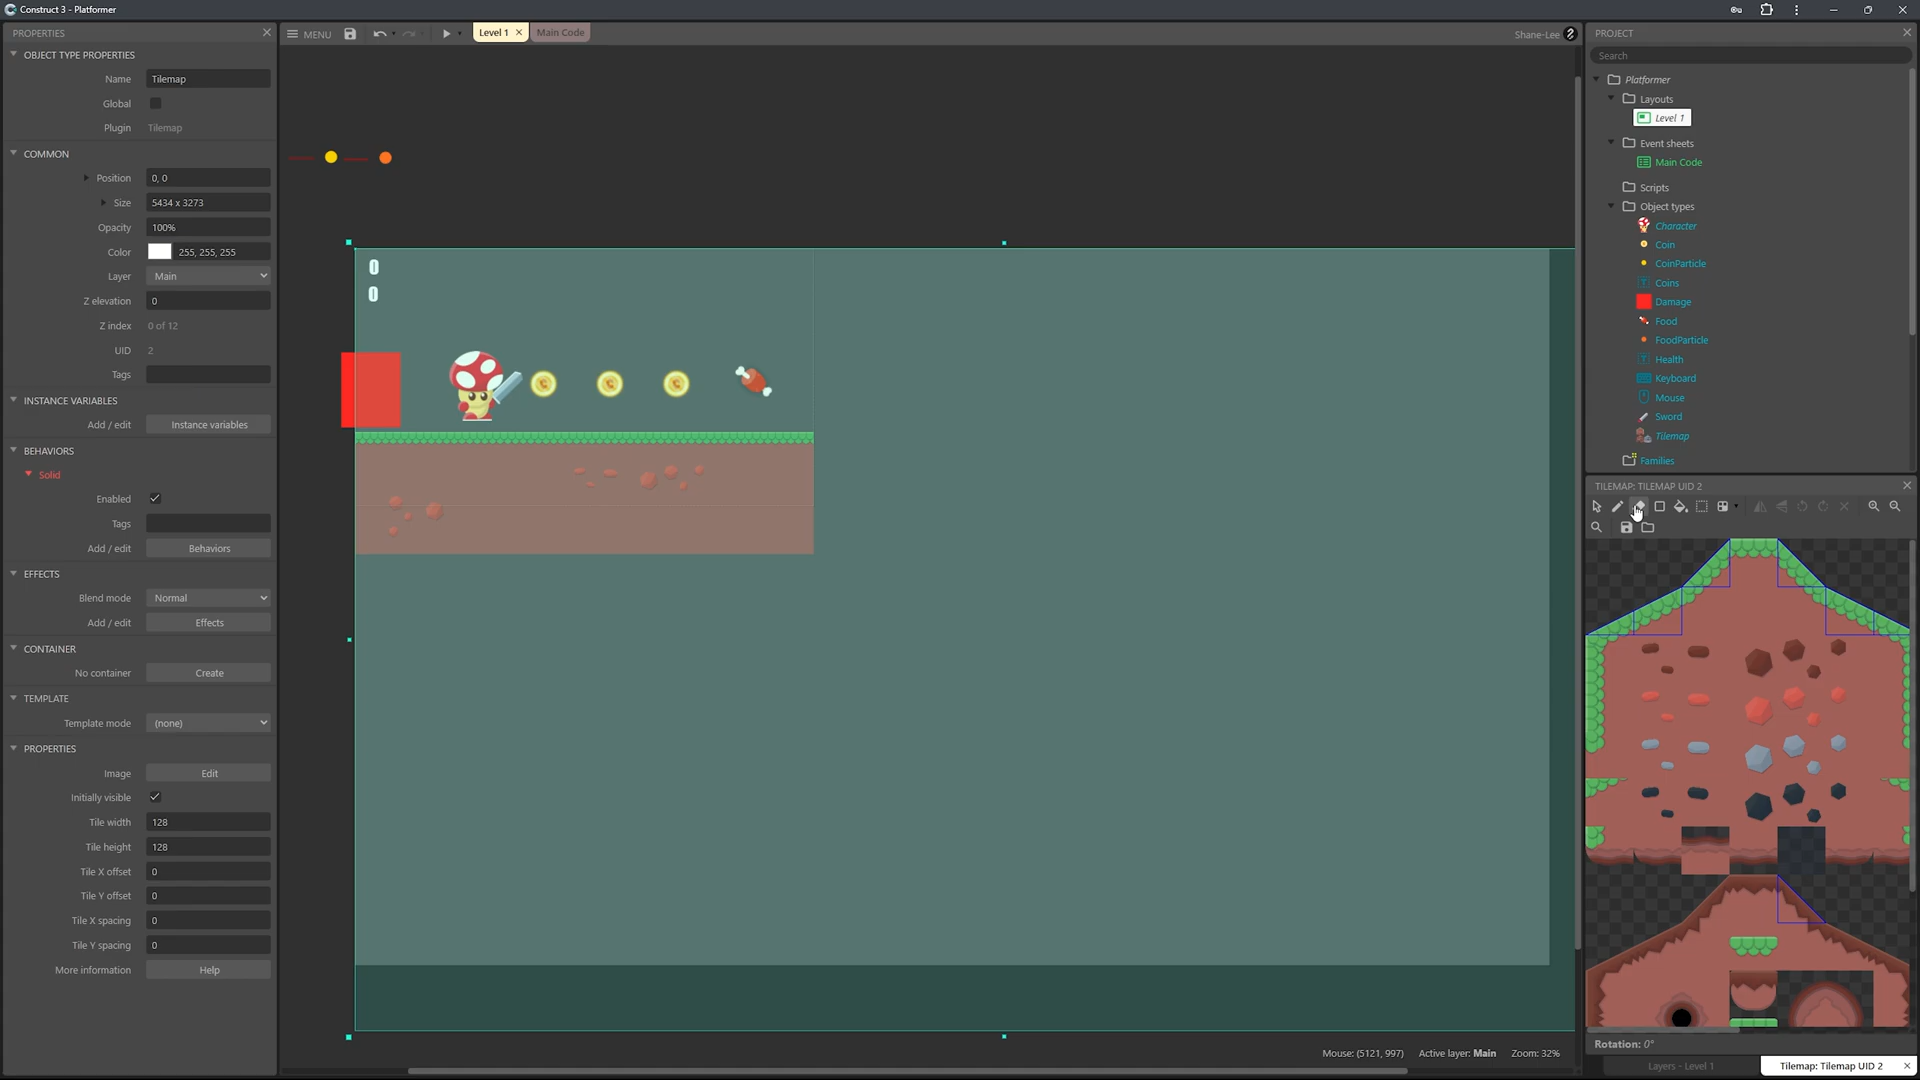 Construct 3 - Platformer
PROPERTIES
OBJECT TYPE PROPERTIES
Name Tilemap
Global
Plugin Tilemap
COMMON
Position 0, 0
Size 5434 x 3273
Opacity 100%
Color 255, 255, 255
Layer Main
Z elevation 0
Z index 0 of 12
UID 2
Tags
INSTANCE VARIABLES
Add / edit Instance variables
BEHAVIORS
Solid
Enabled
Tags
Add / edit Behaviors
EFFECTS
Blend mode Normal
Add / edit Effects
CONTAINER
No container Create
TEMPLATE
Template mode (none)
PROPERTIES
Image Edit
Initially visible
Tile width 128
Tile height 128
Tile X offset 0
Tile Y offset 0
Tile X spacing 0
Tile Y spacing 0
More information Help
MENU
Level 1
Main Code
Shane-Lee
0
0
Mouse: (5121, 997) Active layer: Main Zoom: 32%
PROJECT
Search
Platformer
Layouts
Level 1
Event sheets
Main Code
Scripts
Object types
Character
Coin
CoinParticle
Coins
Damage
Food
FoodParticle
Health
Keyboard
Mouse
Sword
Tilemap
Families
TILEMAP: TILEMAP UID 2
Rotation: 0°
Layers - Level 1
Tilemap: Tilemap UID 2